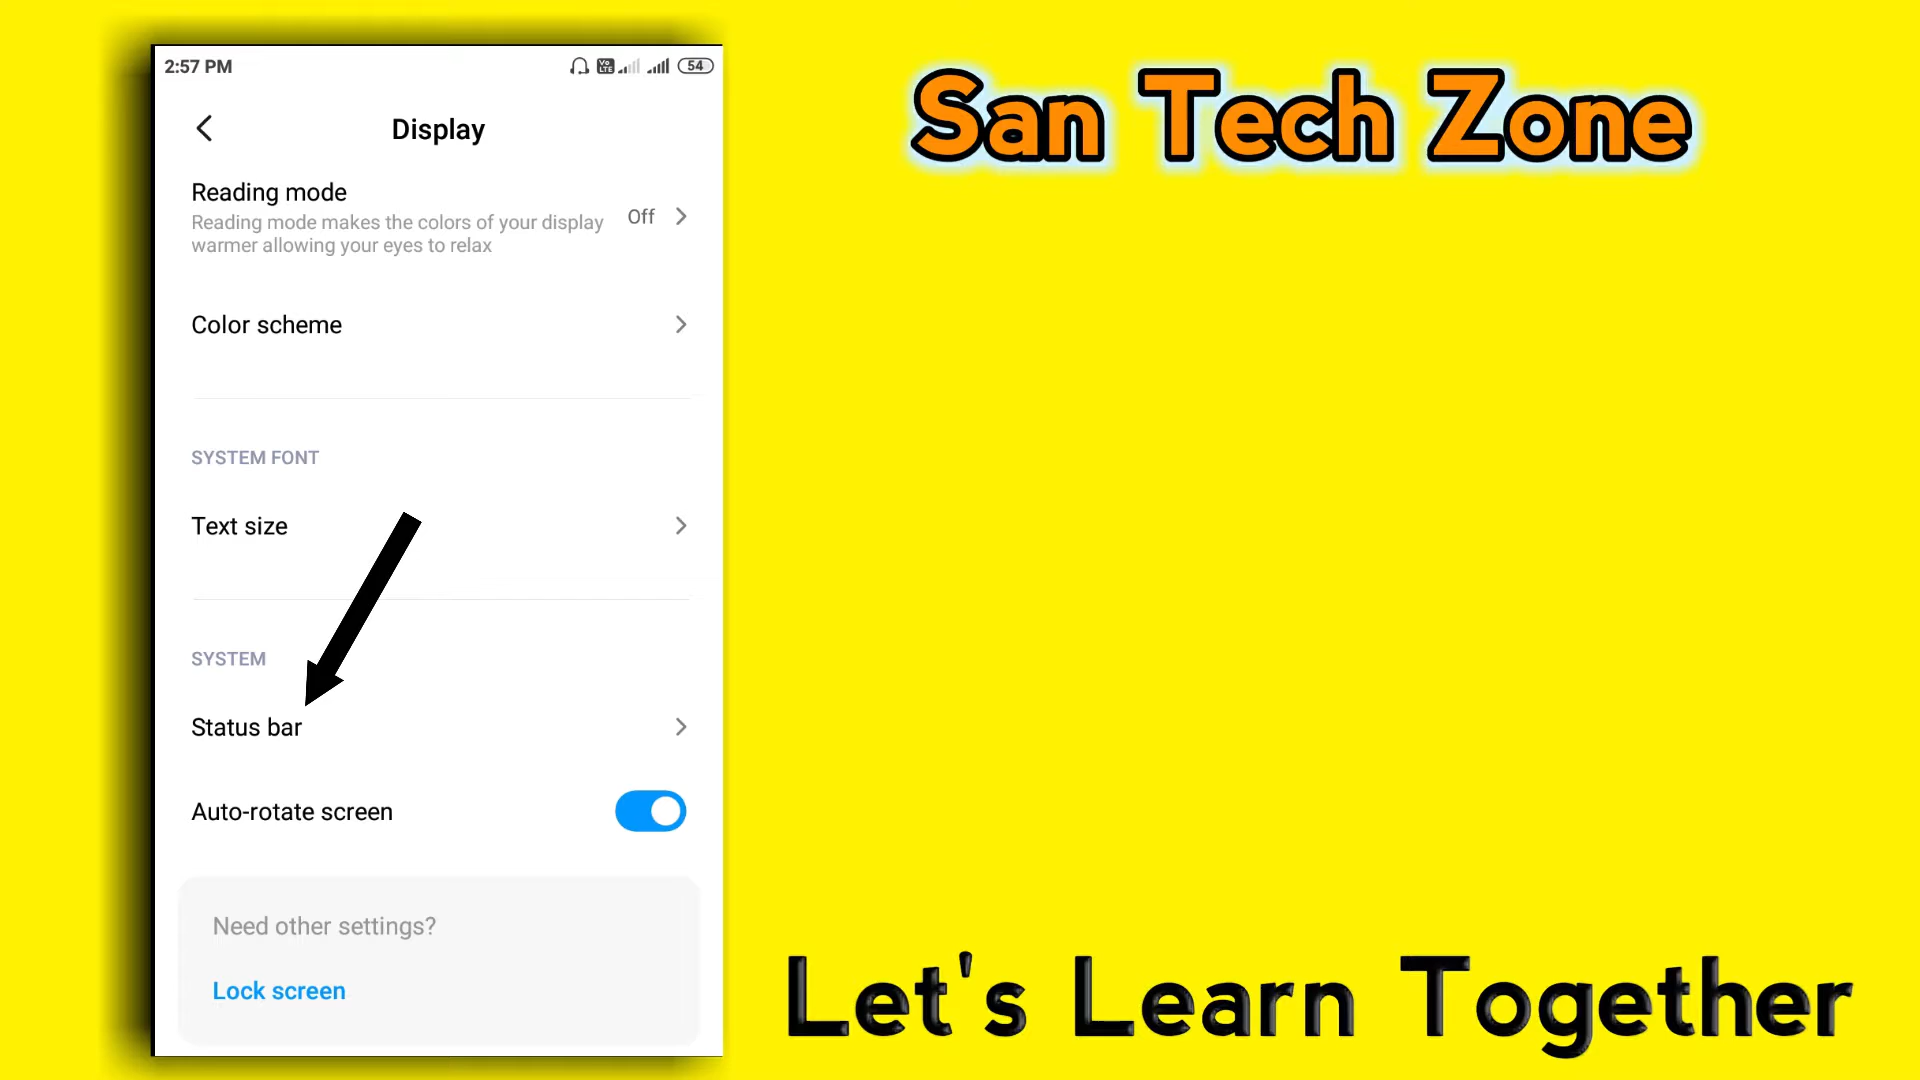 2:57 PM
Vo LTE
54
Display
Reading mode
Reading mode makes the colors of your display
warmer allowing your eyes to relax
Off
Color scheme
SYSTEM FONT
Text size
SYSTEM
Status bar
Auto-rotate screen
Need other settings?
Lock screen
San Tech Zone
Let's Learn Together